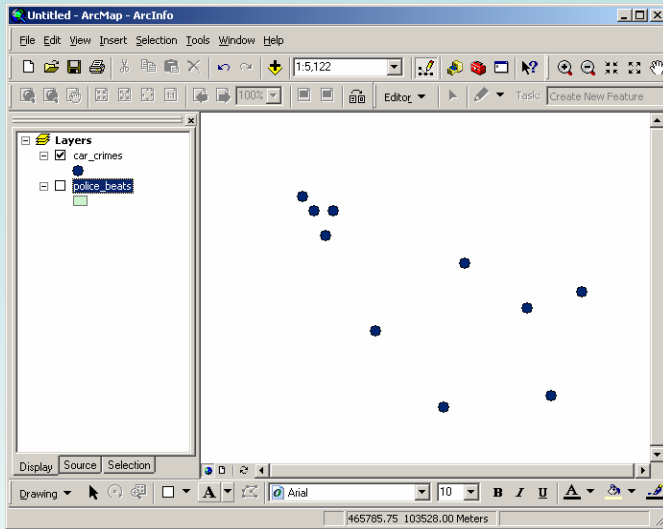 Untitled - ArcMap - ArcInfo
File Edit View Insert Selection Tools Window Help
1:5,122
100% Editor Task: Create New Feature
Layers
car_crimes
police_beats
Display Source Selection
Drawing A Arial 10 B I U A
465785.75 103528.00 Meters